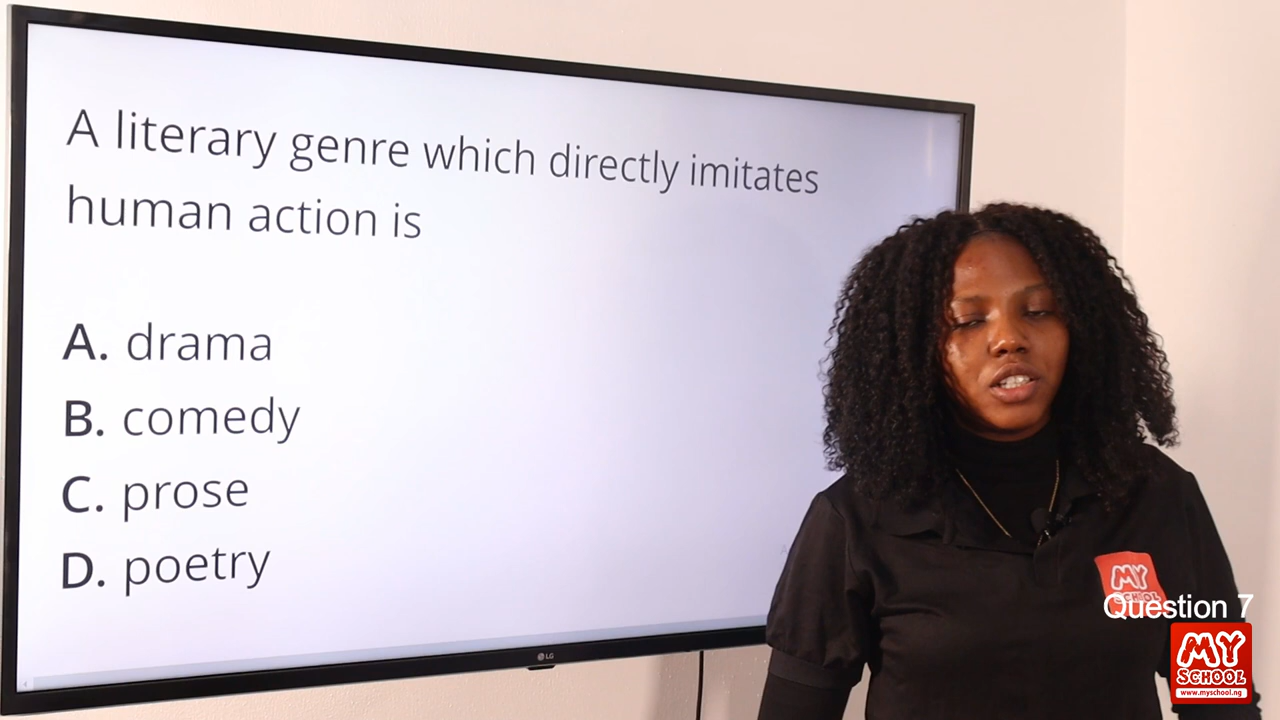 A literary genre which directly imitates
human action is
A. drama
B. comedy
C. prose
D. poetry
LG
MY
SCHOOL
Question 7
MY
SCHOOL
www.myschool.ng